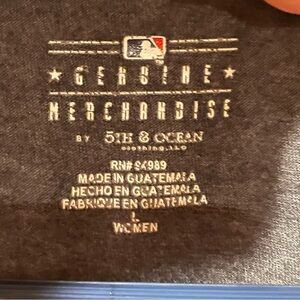 ★ GENUINE ★
MERCHANDISE
BY 5TH & OCEAN
clothing, LLC
RN# 94989
MADE IN GUATEMALA
HECHO EN GUATEMALA
FABRIQUE EN GUATEMALA
L
WOMEN